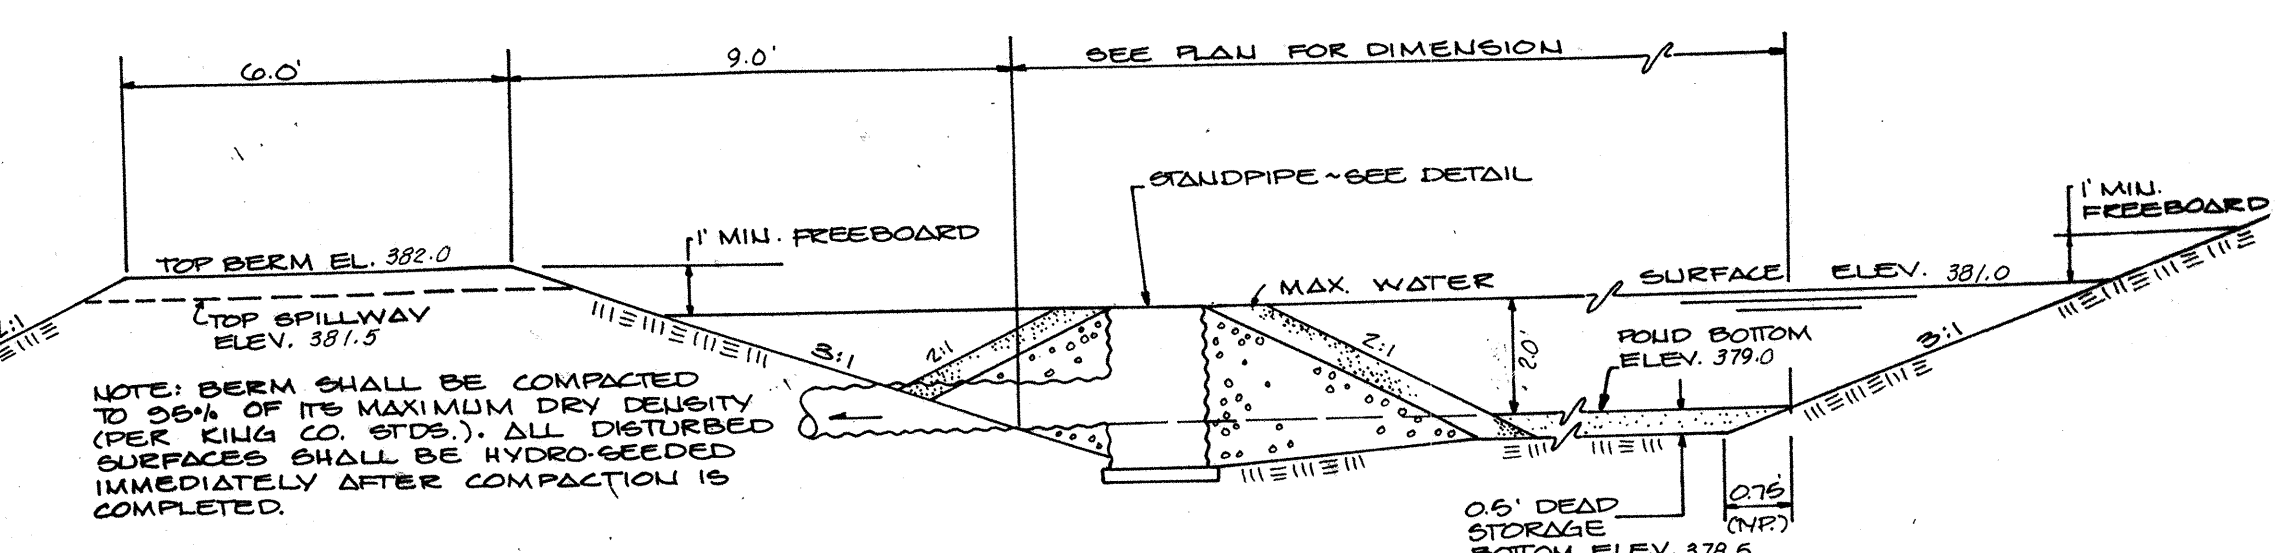 6.0'
9.0'
SEE PLAN FOR DIMENSION
STANDPIPE ~ SEE DETAIL
1' MIN.
FREEBOARD
1' MIN. FREEBOARD
TOP BERM EL. 382.0
MAX. WATER SURFACE ELEV. 381.0
TOP SPILLWAY
ELEV. 381.5
2:1
3:1
2:1
2:1
2.0'
POND BOTTOM
ELEV. 379.0
3:1
NOTE: BERM SHALL BE COMPACTED
TO 95% OF ITS MAXIMUM DRY DENSITY
(PER KING CO. STDS.). ALL DISTURBED
SURFACES SHALL BE HYDRO-SEEDED
IMMEDIATELY AFTER COMPACTION IS
COMPLETED.
0.75'
(TYP.)
0.5' DEAD
STORAGE
BOTTOM ELEV. 378.5